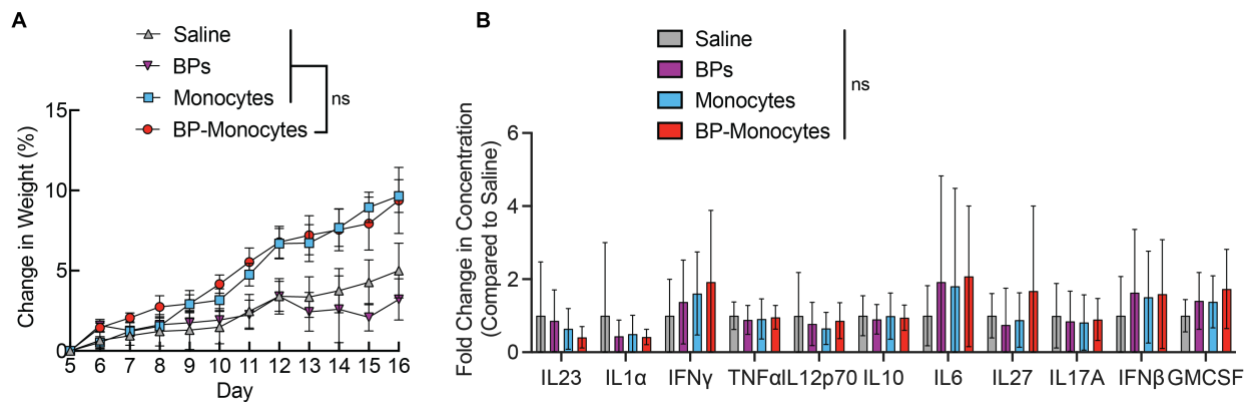 A
Saline
BPs
Monocytes
BP-Monocytes
ns
Change in Weight (%)
15
10
5
0
5 6 7 8 9 10 11 12 13 14 15 16
Day
B
Saline
BPs
Monocytes
BP-Monocytes
ns
Fold Change in Concentration
(Compared to Saline)
6
4
2
0
IL23 IL1α IFNγ TNFα IL12p70 IL10 IL6 IL27 IL17A IFNβ GMCSF